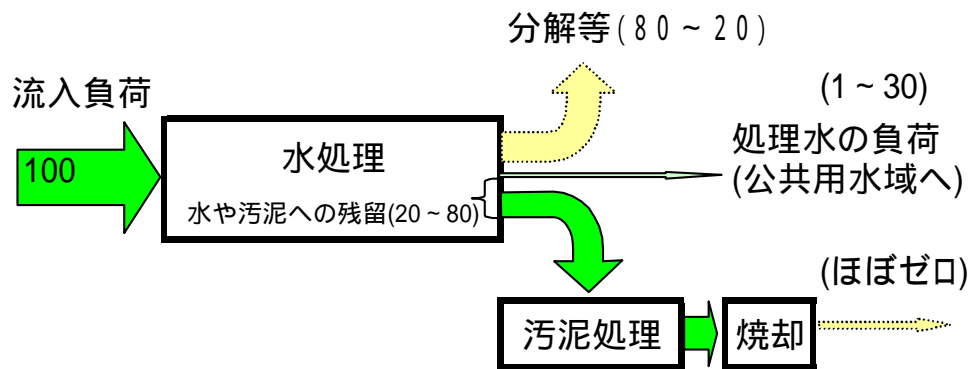 分解等(80~20)
流入負荷
100
水処理
水や汚泥への残留(20~80)
(1~30)
処理水の負荷
(公共用水域へ)
(ほぼゼロ)
汚泥処理
焼却